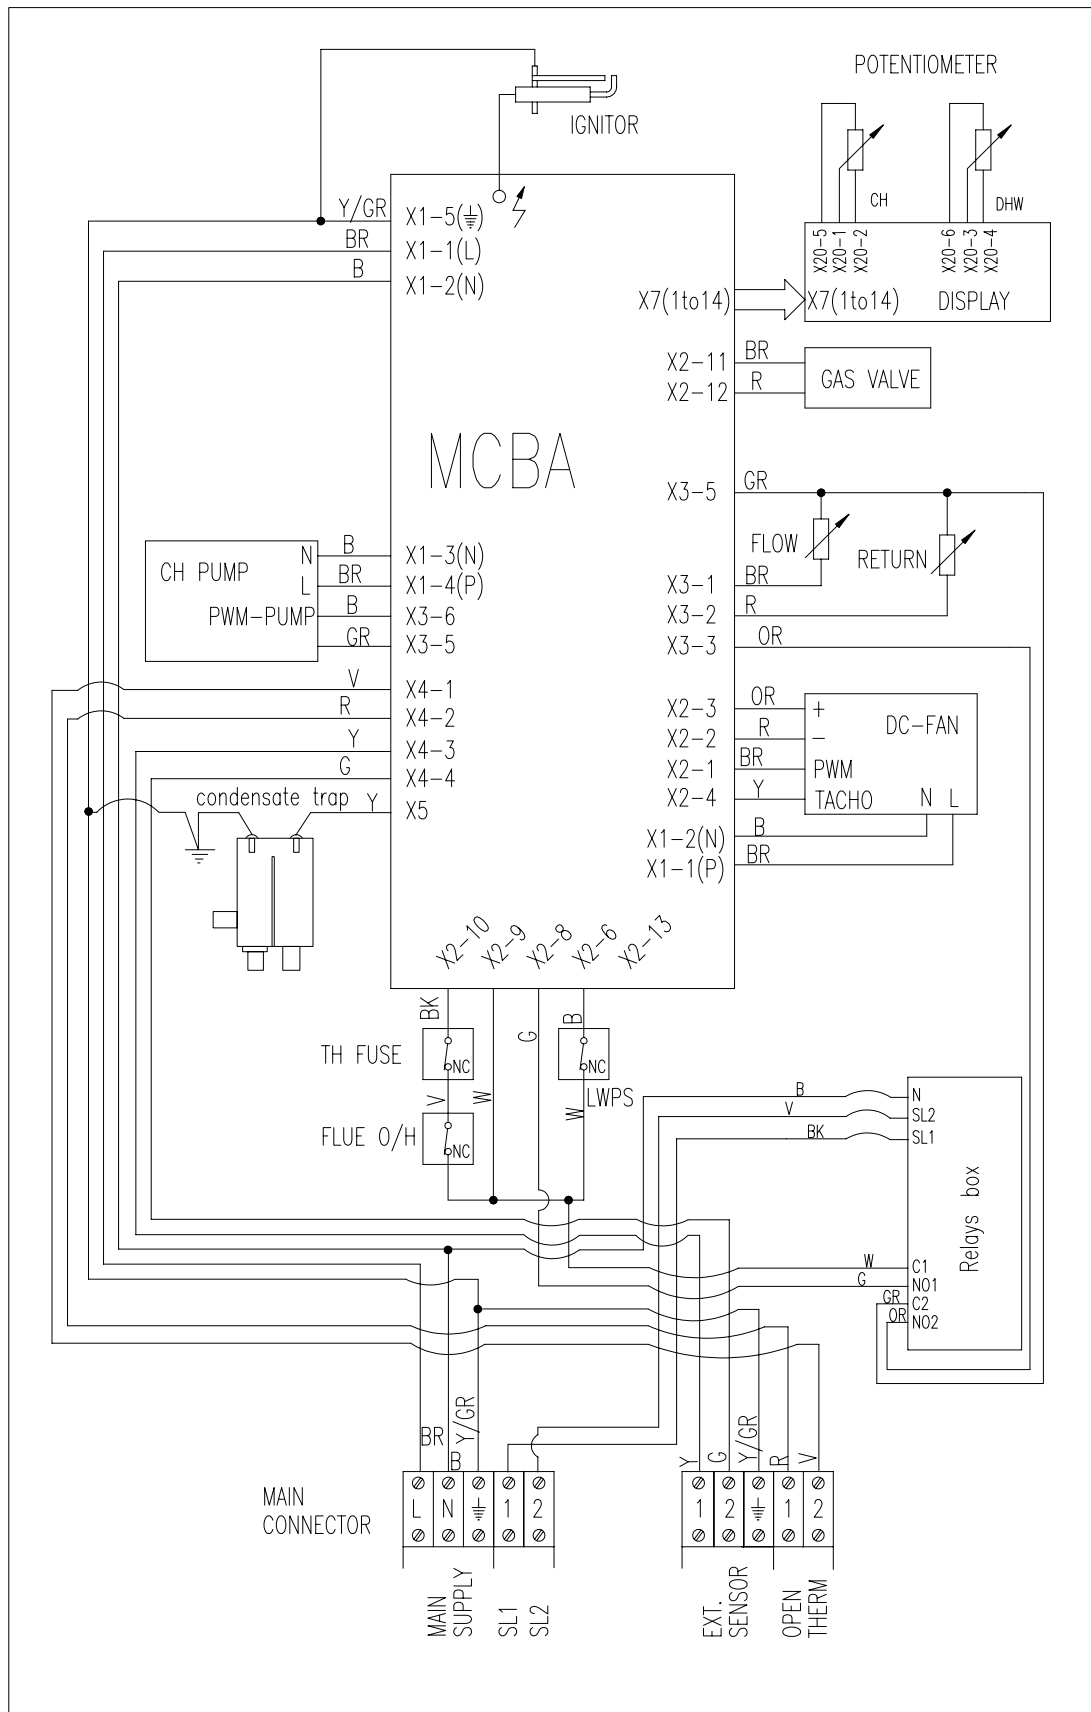 POTENTIOMETER
IGNITOR
CH
DHW
X20-5
X20-1
X20-2
X20-6
X20-3
X20-4
Y/GR
X1-5(⏚)
BR
X1-1(L)
B
X1-2(N)
X7(1to14)
X7(1to14)
DISPLAY
X2-11
BR
X2-12
R
GAS VALVE
MCBA
X3-5
GR
FLOW
RETURN
CH PUMP
N
B
X1-3(N)
L
BR
X1-4(P)
PWM-PUMP
B
X3-6
GR
X3-5
X3-1
BR
X3-2
R
X3-3
OR
V
X4-1
R
X4-2
Y
X4-3
G
X4-4
condensate trap
Y
X5
X2-3
OR
+
DC-FAN
X2-2
R
-
X2-1
BR
PWM
X2-4
Y
TACHO
N
L
X1-2(N)
B
X1-1(P)
BR
X2-10
X2-9
X2-8
X2-6
X2-13
BK
G
B
TH FUSE
NC
NC
V
W
W
LWPS
FLUE O/H
NC
B
N
V
SL2
BK
SL1
Relays box
W
C1
G
NO1
GR
C2
OR
NO2
BR
B
Y/GR
Y
G
Y/GR
R
V
MAIN
CONNECTOR
L
N
⏚
1
2
1
2
⏚
1
2
MAIN
SUPPLY
SL1
SL2
EXT.
SENSOR
OPEN
THERM